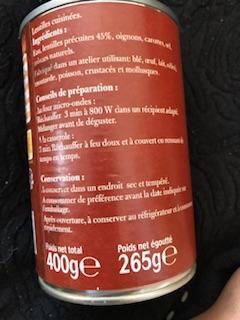 Lentilles cuisinées.
Ingrédients :
Eau, lentilles précuites 45%, oignons, carottes, sel,
arômes naturels.
Fabriqué dans un atelier utilisant: blé, œuf, lait, céleri,
moutarde, poisson, crustacés et mollusques.
Conseils de préparation :
Au four micro-ondes :
Réchauffer 3 min à 800 W dans un récipient adapté.
Mélanger avant de déguster.
A la casserole :
Réchauffer à feu doux et à couvert en remuant de
temps en temps.
Conservation :
A conserver dans un endroit sec et tempéré.
A consommer de préférence avant la date indiquée sur
l'emballage.
Après ouverture, à conserver au réfrigérateur et à
rapidement.
Poids net total Poids net égoutté
400g℮ 265g℮